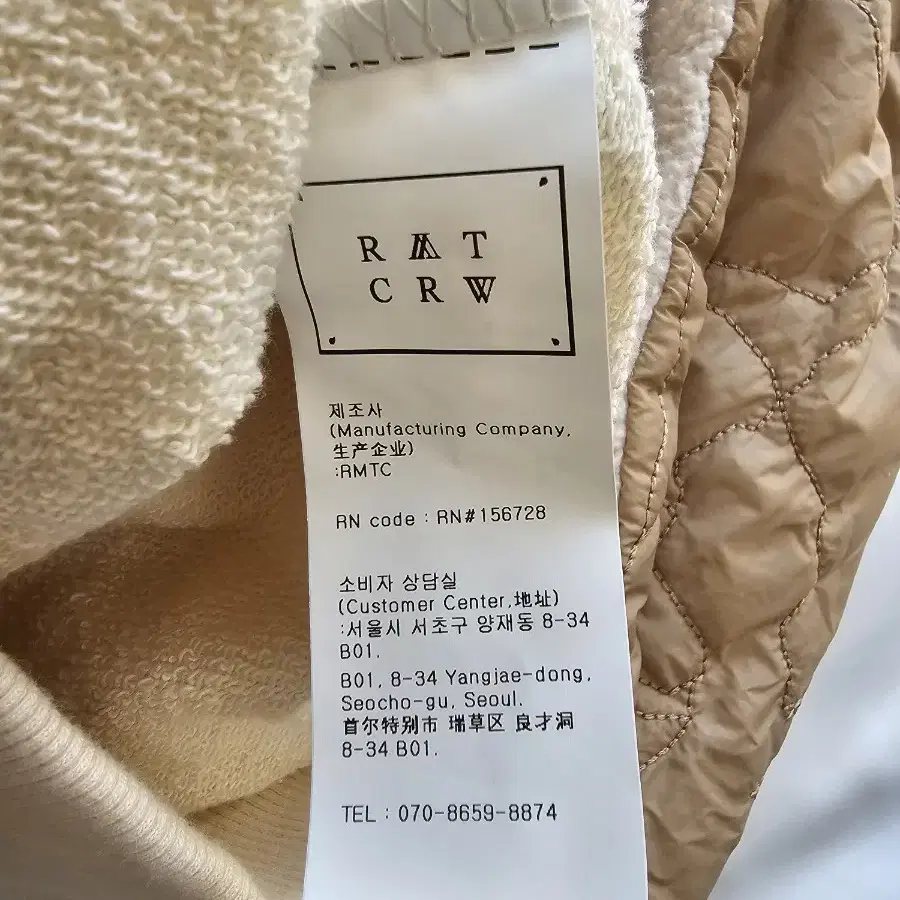 RMT
CRW
제조사
(Manufacturing Company,
生产企业)
:RMTC
RN code : RN#156728
소비자 상담실
(Customer Center,地址)
:서울시 서초구 양재동 8-34
B01.
B01, 8-34 Yangjae-dong,
Seocho-gu, Seoul.
首尔特别市 瑞草区 良才洞
8-34 B01.
TEL : 070-8659-8874